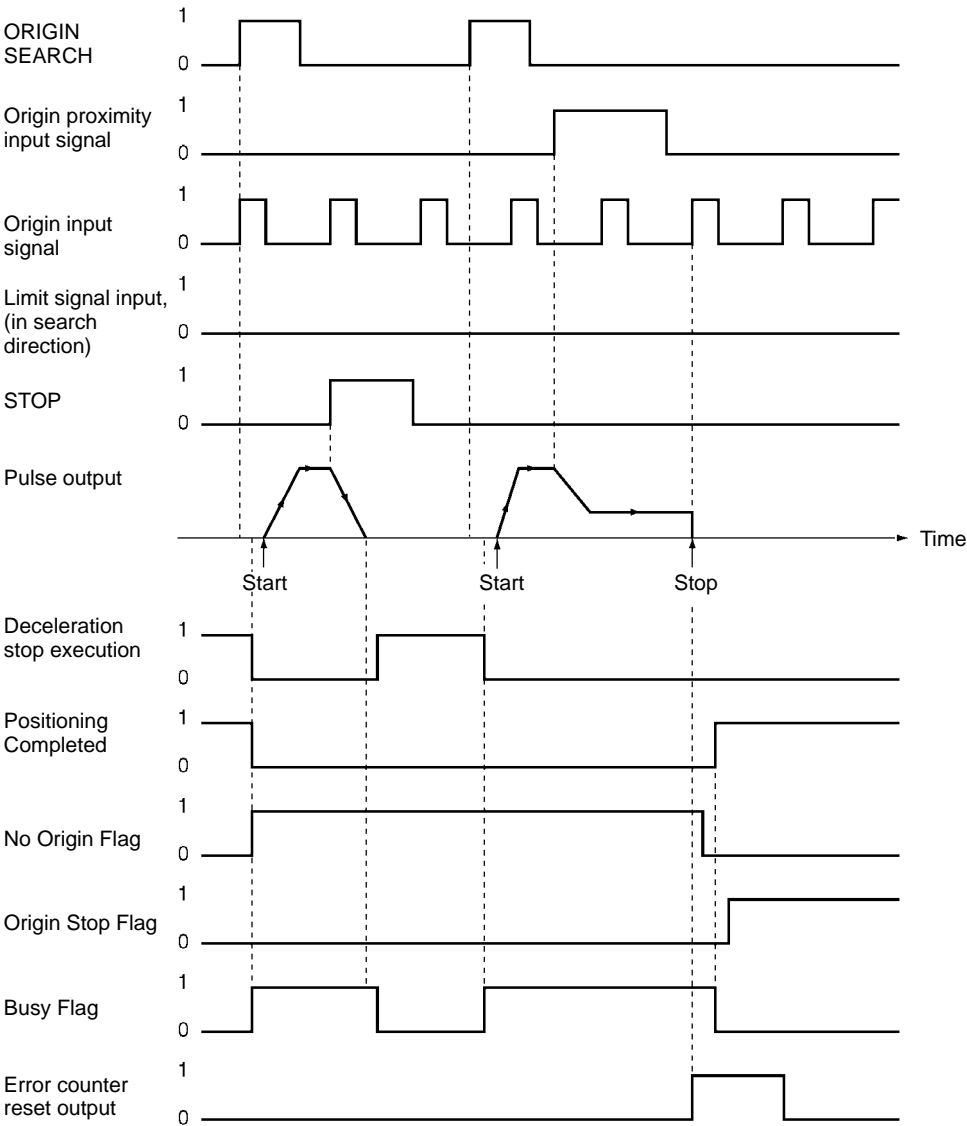 ORIGIN
SEARCH
1
0
Origin proximity
input signal
1
0
Origin input
signal
1
0
Limit signal input,
(in search
direction)
1
0
STOP
1
0
Pulse output
Time
Start
Start
Stop
Deceleration
stop execution
1
0
Positioning
Completed
1
0
No Origin Flag
1
0
Origin Stop Flag
1
0
Busy Flag
1
0
Error counter
reset output
1
0